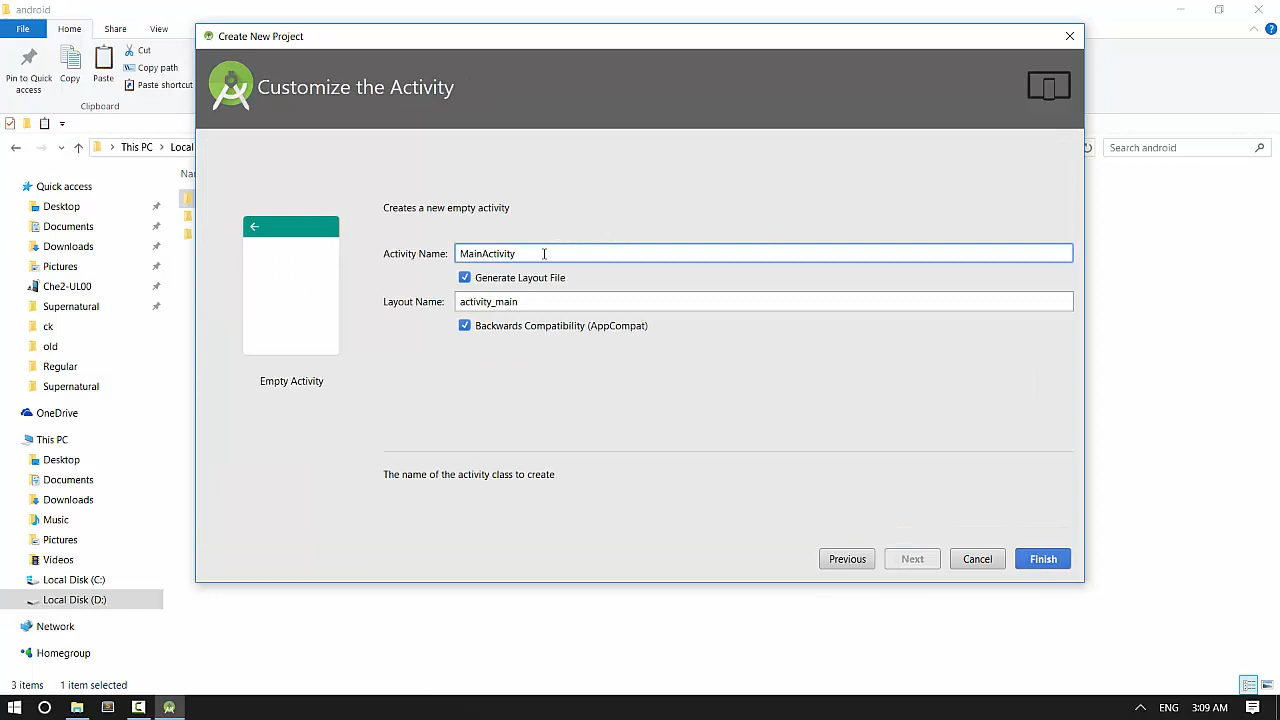 android
File
Home
Share
View
Pin to Quick
access
Copy
Paste
Cut
Copy path
Paste shortcut
Clipboard
This PC
Local
Search android
Create New Project
Customize the Activity
Creates a new empty activity
Activity Name:
MainActivity
Generate Layout File
Layout Name:
activity_main
Backwards Compatibility (AppCompat)
Empty Activity
The name of the activity class to create
Previous
Next
Cancel
Finish
Na
Quick access
Desktop
Documents
Downloads
Pictures
Che2-UL00
Supernatural
ck
old
Regular
Supernatural
OneDrive
This PC
Desktop
Documents
Downloads
Music
Pictures
Videos
Local Disk (C:)
Local Disk (D:)
Network
Homegroup
3 items
1 item selected
ENG
3:09 AM